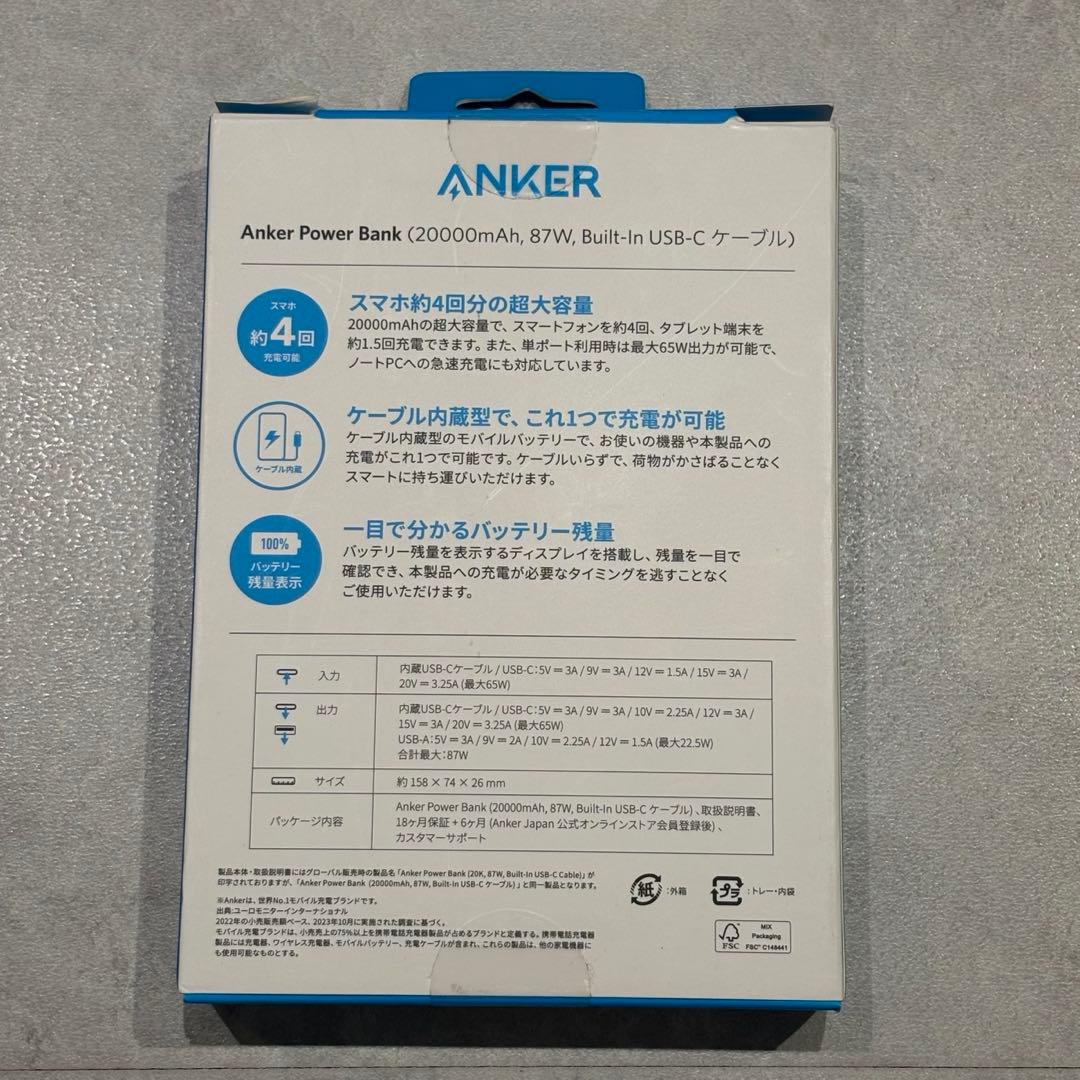 ANKER
Anker Power Bank (20000mAh, 87W, Built-In USB-C ケーブル)
スマホ
約4回
充電可能
スマホ約4回分の超大容量
20000mAhの超大容量で、スマートフォンを約4回、タブレット端末を
約1.5回充電できます。また、単ポート利用時は最大65W出力が可能で、
ノートPCへの急速充電にも対応しています。
ケーブル内蔵
ケーブル内蔵型で、これ1つで充電が可能
ケーブル内蔵型のモバイルバッテリーで、お使いの機器や本製品への
充電がこれ1つで可能です。ケーブルいらずで、荷物がかさばることなく
スマートに持ち運びいただけます。
100%
バッテリー
残量表示
一目で分かるバッテリー残量
バッテリー残量を表示するディスプレイを搭載し、残量を一目で
確認でき、本製品への充電が必要なタイミングを逃すことなく
ご使用いただけます。
入力
内蔵USB-Cケーブル / USB-C:5V ⎓ 3A / 9V ⎓ 3A / 12V ⎓ 1.5A / 15V ⎓ 3A /
20V ⎓ 3.25A (最大65W)
出力
内蔵USB-Cケーブル / USB-C:5V ⎓ 3A / 9V ⎓ 3A / 10V ⎓ 2.25A / 12V ⎓ 3A /
15V ⎓ 3A / 20V ⎓ 3.25A (最大65W)
USB-A:5V ⎓ 3A / 9V ⎓ 2A / 10V ⎓ 2.25A / 12V ⎓ 1.5A (最大22.5W)
合計最大:87W
サイズ
約 158 × 74 × 26 mm
パッケージ内容
Anker Power Bank (20000mAh, 87W, Built-In USB-C ケーブル) 、取扱説明書、
18ヶ月保証 + 6ヶ月 (Anker Japan 公式オンラインストア会員登録後) 、
カスタマーサポート
製品本体・取扱説明書にはグローバル販売時の製品名「Anker Power Bank (20K, 87W, Built-In USB-C Cable)」が
印字されておりますが、「Anker Power Bank (20000mAh, 87W, Built-In USB-C ケーブル) 」と同一製品となります。
※Ankerは、世界No.1モバイル充電ブランドです。
出典:ユーロモニターインターナショナル
2022年の小売販売額ベース、2023年10月に実施された調査に基づく。
モバイル充電ブランドは、小売売上の75%以上を携帯電話充電器製品が占めるブランドと定義する。携帯電話充電器
製品には充電器、ワイヤレス充電器、モバイルバッテリー、充電ケーブルが含まれ、これらの製品は、他の家電機器に
も使用可能なものとする。
紙 :外箱
プラ :トレー・内袋
FSC
MIX
Packaging
FSC™ C148441